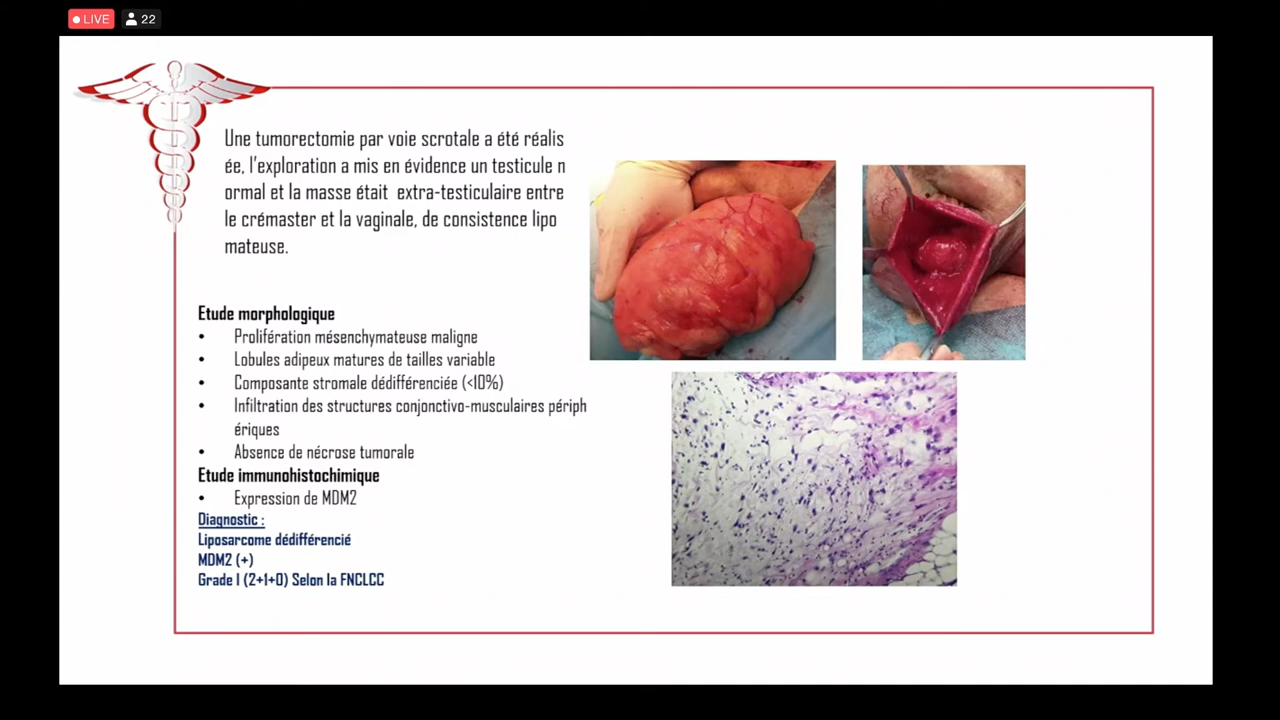 LIVE
22
Une tumorectomie par voie scrotale a été réalis
ée, l'exploration a mis en évidence un testicule n
ormal et la masse était extra-testiculaire entre
le crémaster et la vaginale, de consistence lipo
mateuse.
Etude morphologique
• Prolifération mésenchymateuse maligne
• Lobules adipeux matures de tailles variable
• Composante stromale dédifférenciée (<10%)
• Infiltration des structures conjonctivo-musculaires périph
ériques
• Absence de nécrose tumorale
Etude immunohistochimique
• Expression de MDM2
Diagnostic :
Liposarcome dédifférencié
MDM2 (+)
Grade I (2+1+0) Selon la FNCLCC